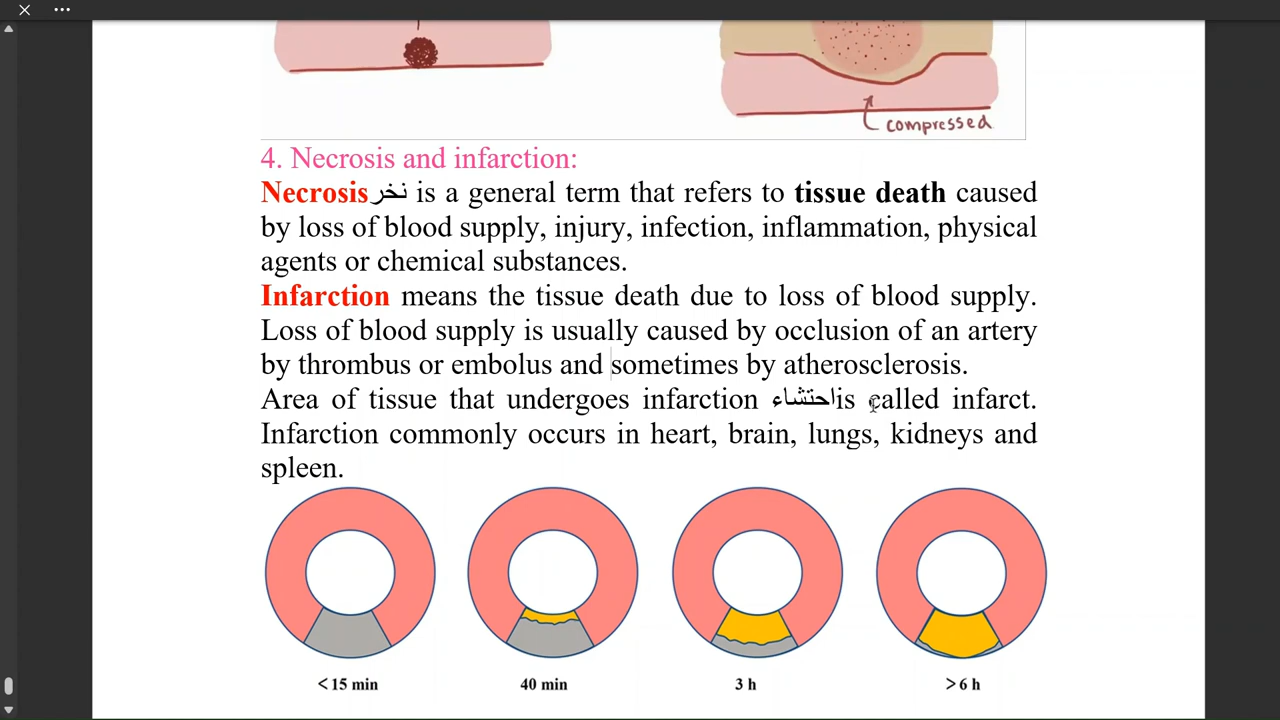 compressed
4. Necrosis and infarction:
Necrosis نخر is a general term that refers to tissue death caused
by loss of blood supply, injury, infection, inflammation, physical
agents or chemical substances.
Infarction means the tissue death due to loss of blood supply.
Loss of blood supply is usually caused by occlusion of an artery
by thrombus or embolus and sometimes by atherosclerosis.
Area of tissue that undergoes infarction احتشاء is called infarct.
Infarction commonly occurs in heart, brain, lungs, kidneys and
spleen.
< 15 min 40 min 3 h > 6 h